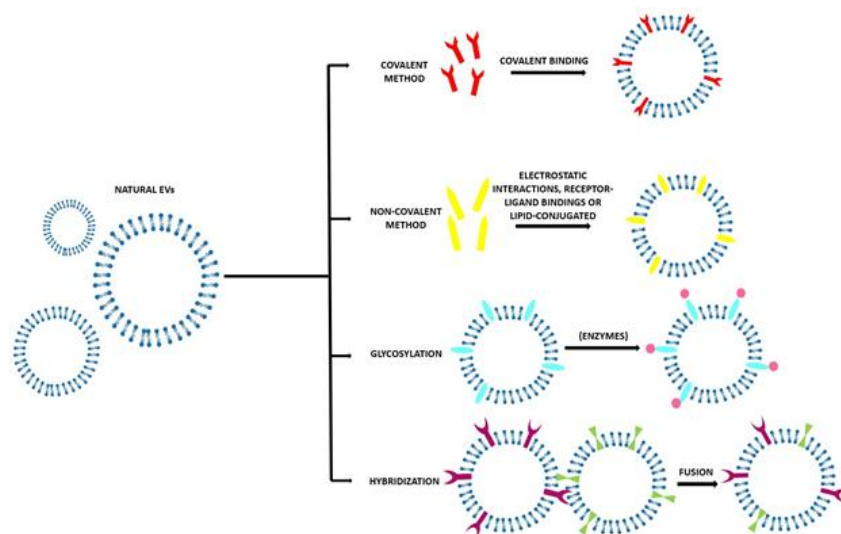 NATURAL EVs
COVALENT
METHOD
COVALENT BINDING
NON-COVALENT
METHOD
ELECTROSTATIC
INTERACTIONS, RECEPTOR-
LIGAND BINDINGS OR
LIPID-CONJUGATED
GLYCOSYLATION
(ENZYMES)
HYBRIDIZATION
FUSION